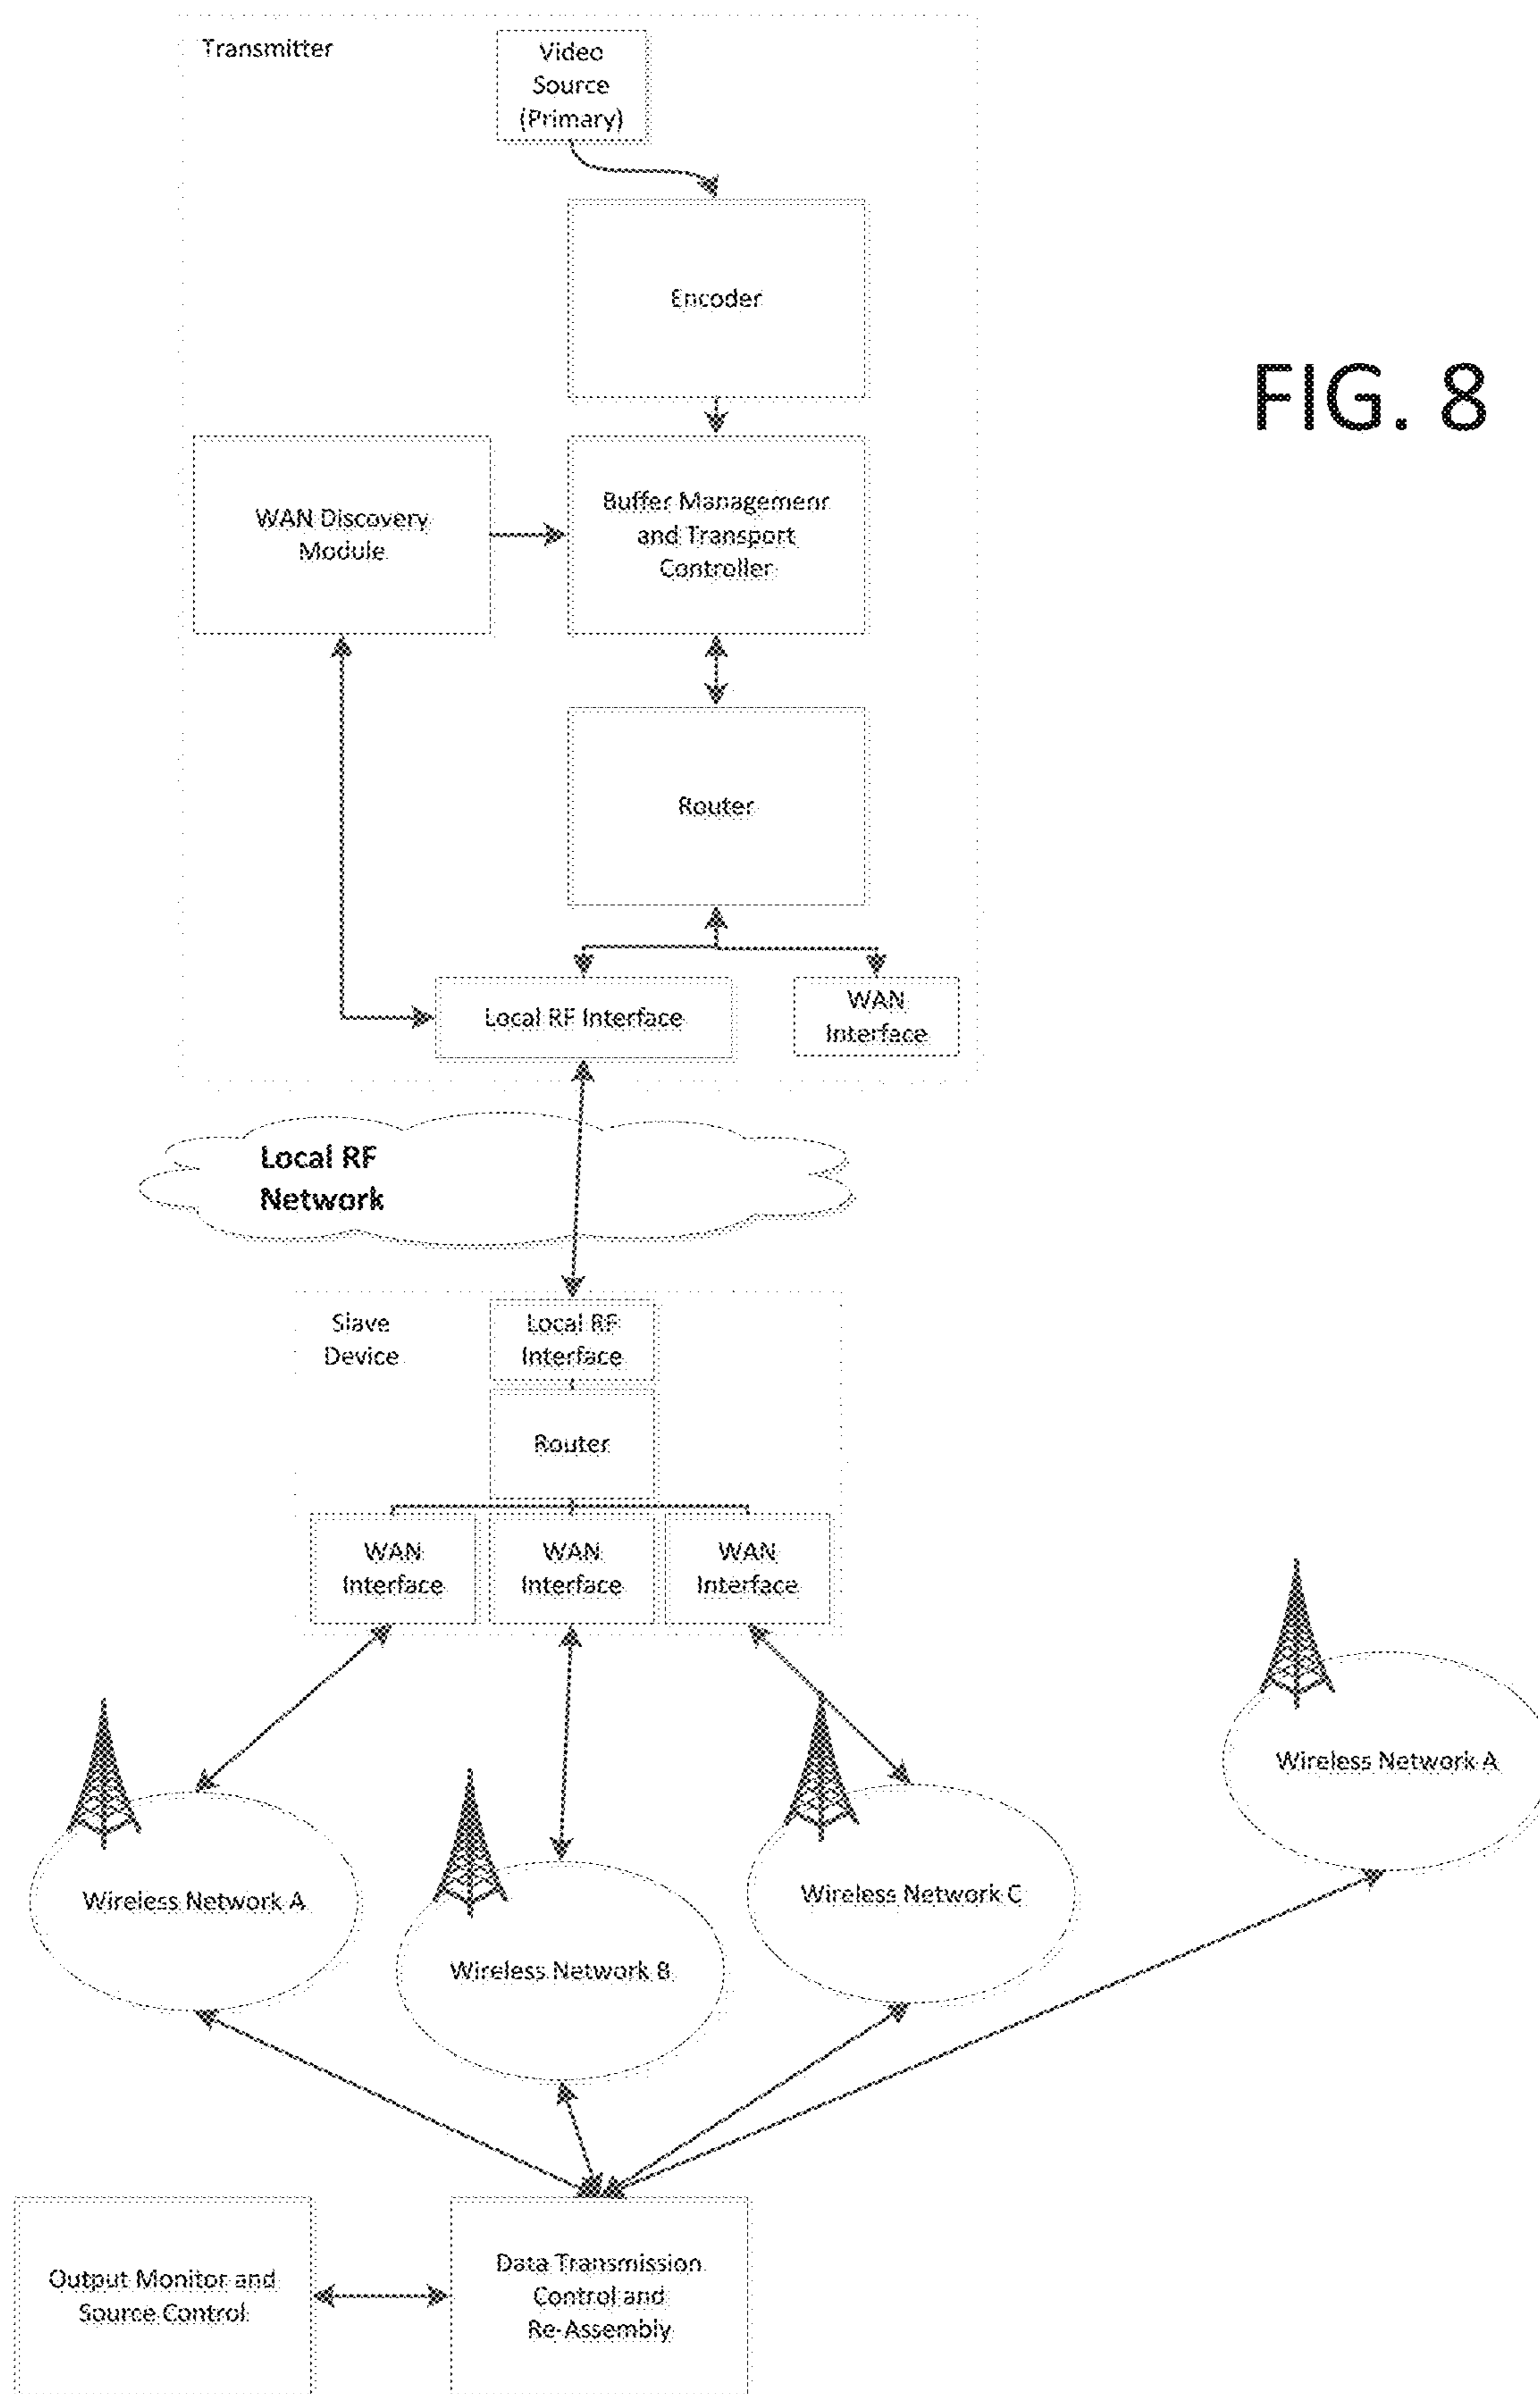 Transmitter
Video
Source
(Primary)
Encoder
FIG. 8
WAN Discovery
Module
Buffer Managemenr
and Transport
Controller
Router
Local RF Interface
WAN
Interface
Local RF
Network
Slave
Device
Local RF
Interface
Router
WAN
Interface
WAN
Interface
WAN
Interface
Wireless Network A
Wireless Network A
Wireless Network B
Wireless Network C
Output Monitor and
Source Control
Data Transmission
Control and
Re-Assembly